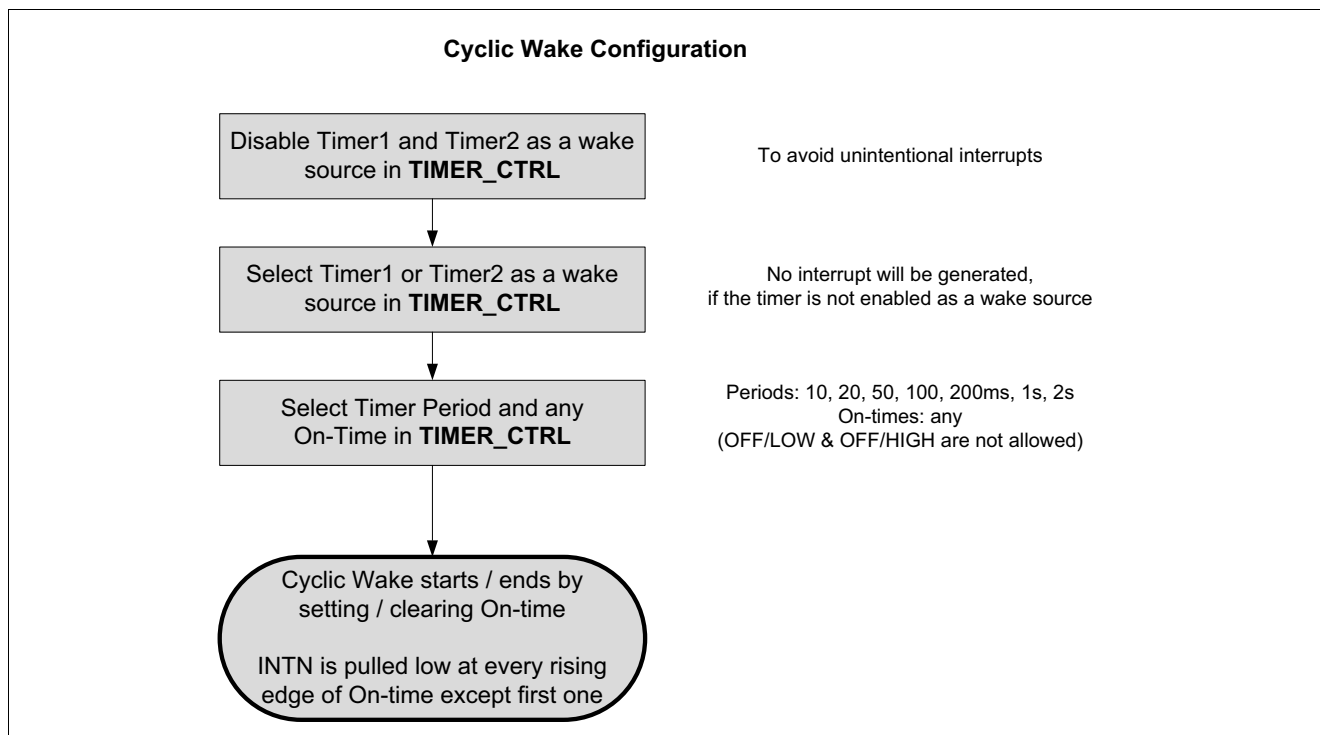 Cyclic Wake Configuration
Disable Timer1 and Timer2 as a wake
source in TIMER_CTRL
To avoid unintentional interrupts
Select Timer1 or Timer2 as a wake
source in TIMER_CTRL
No interrupt will be generated,
if the timer is not enabled as a wake source
Select Timer Period and any
On-Time in TIMER_CTRL
Periods: 10, 20, 50, 100, 200ms, 1s, 2s
On-times: any
(OFF/LOW & OFF/HIGH are not allowed)
Cyclic Wake starts / ends by
setting / clearing On-time
INTN is pulled low at every rising
edge of On-time except first one